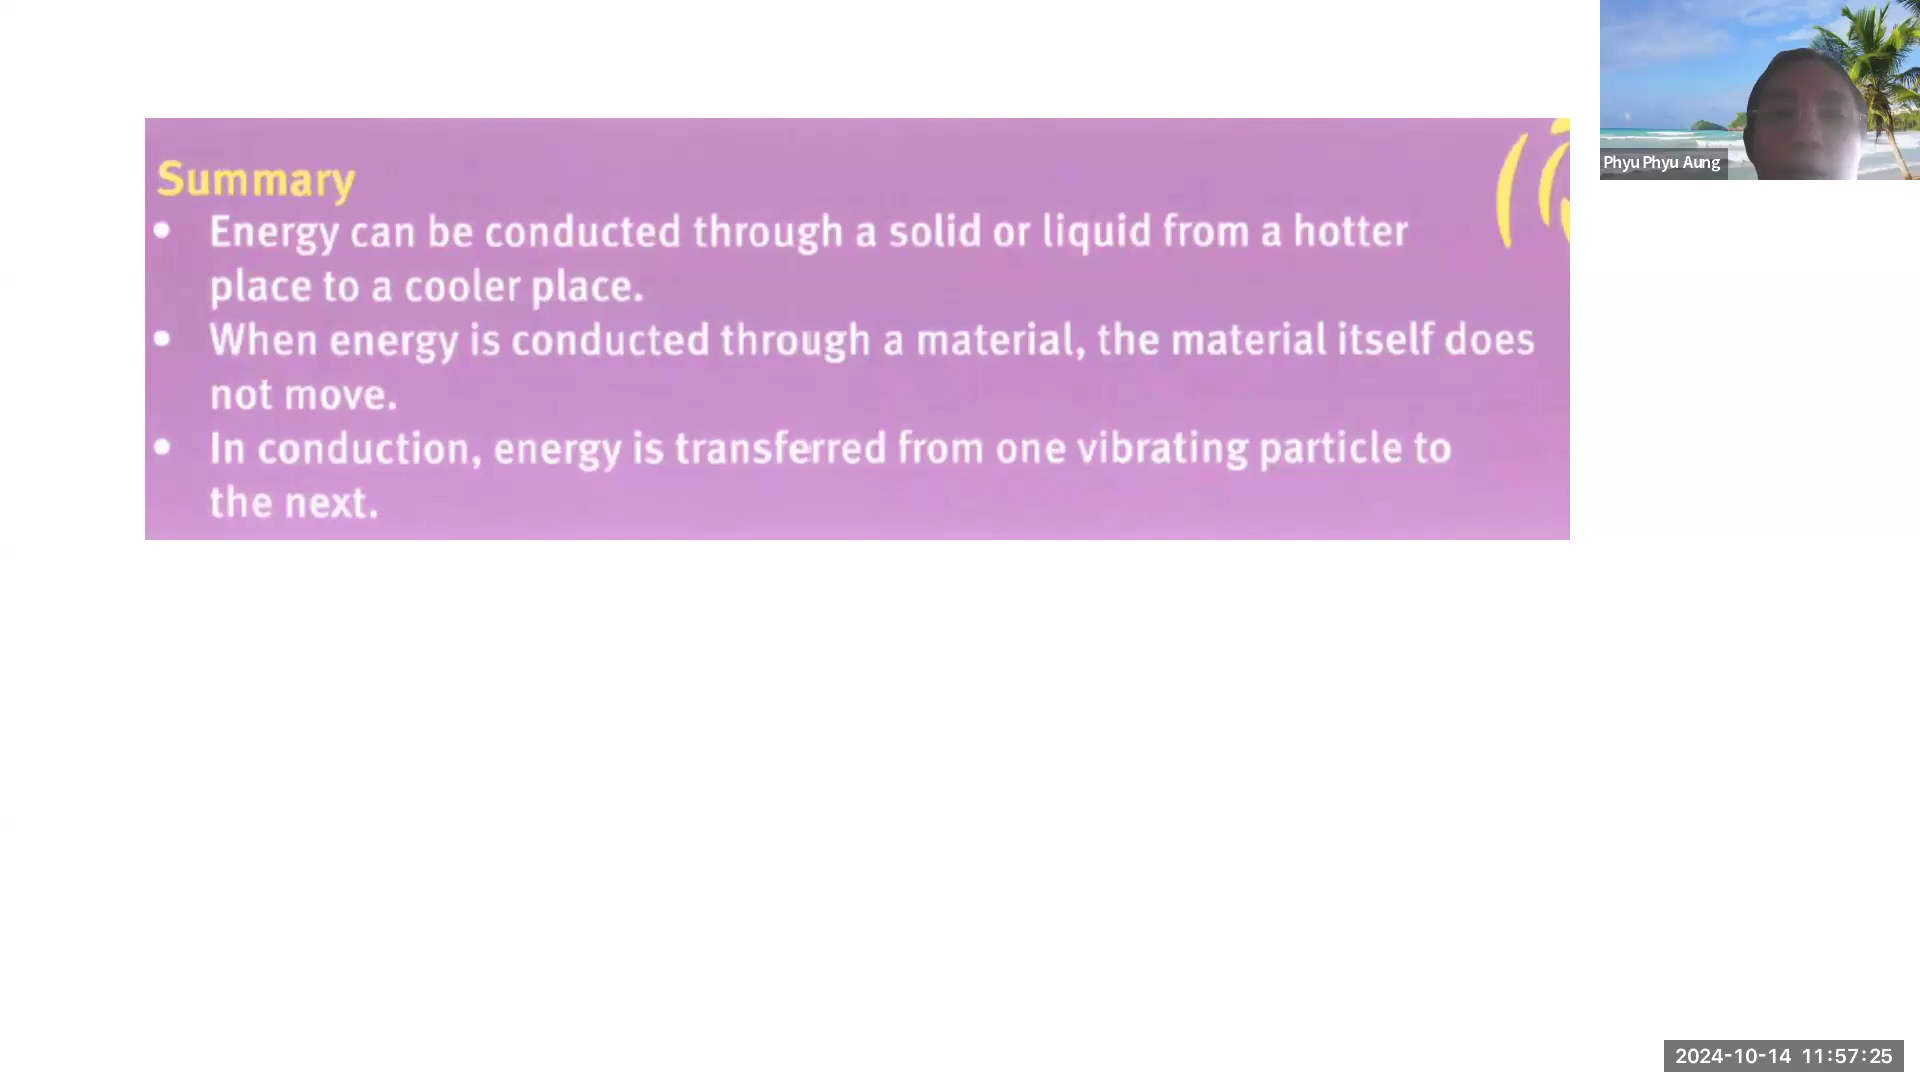 Summary
• Energy can be conducted through a solid or liquid from a hotter
place to a cooler place.
• When energy is conducted through a material, the material itself does
not move.
• In conduction, energy is transferred from one vibrating particle to
the next.
Phyu Phyu Aung
2024-10-14 11:57:25